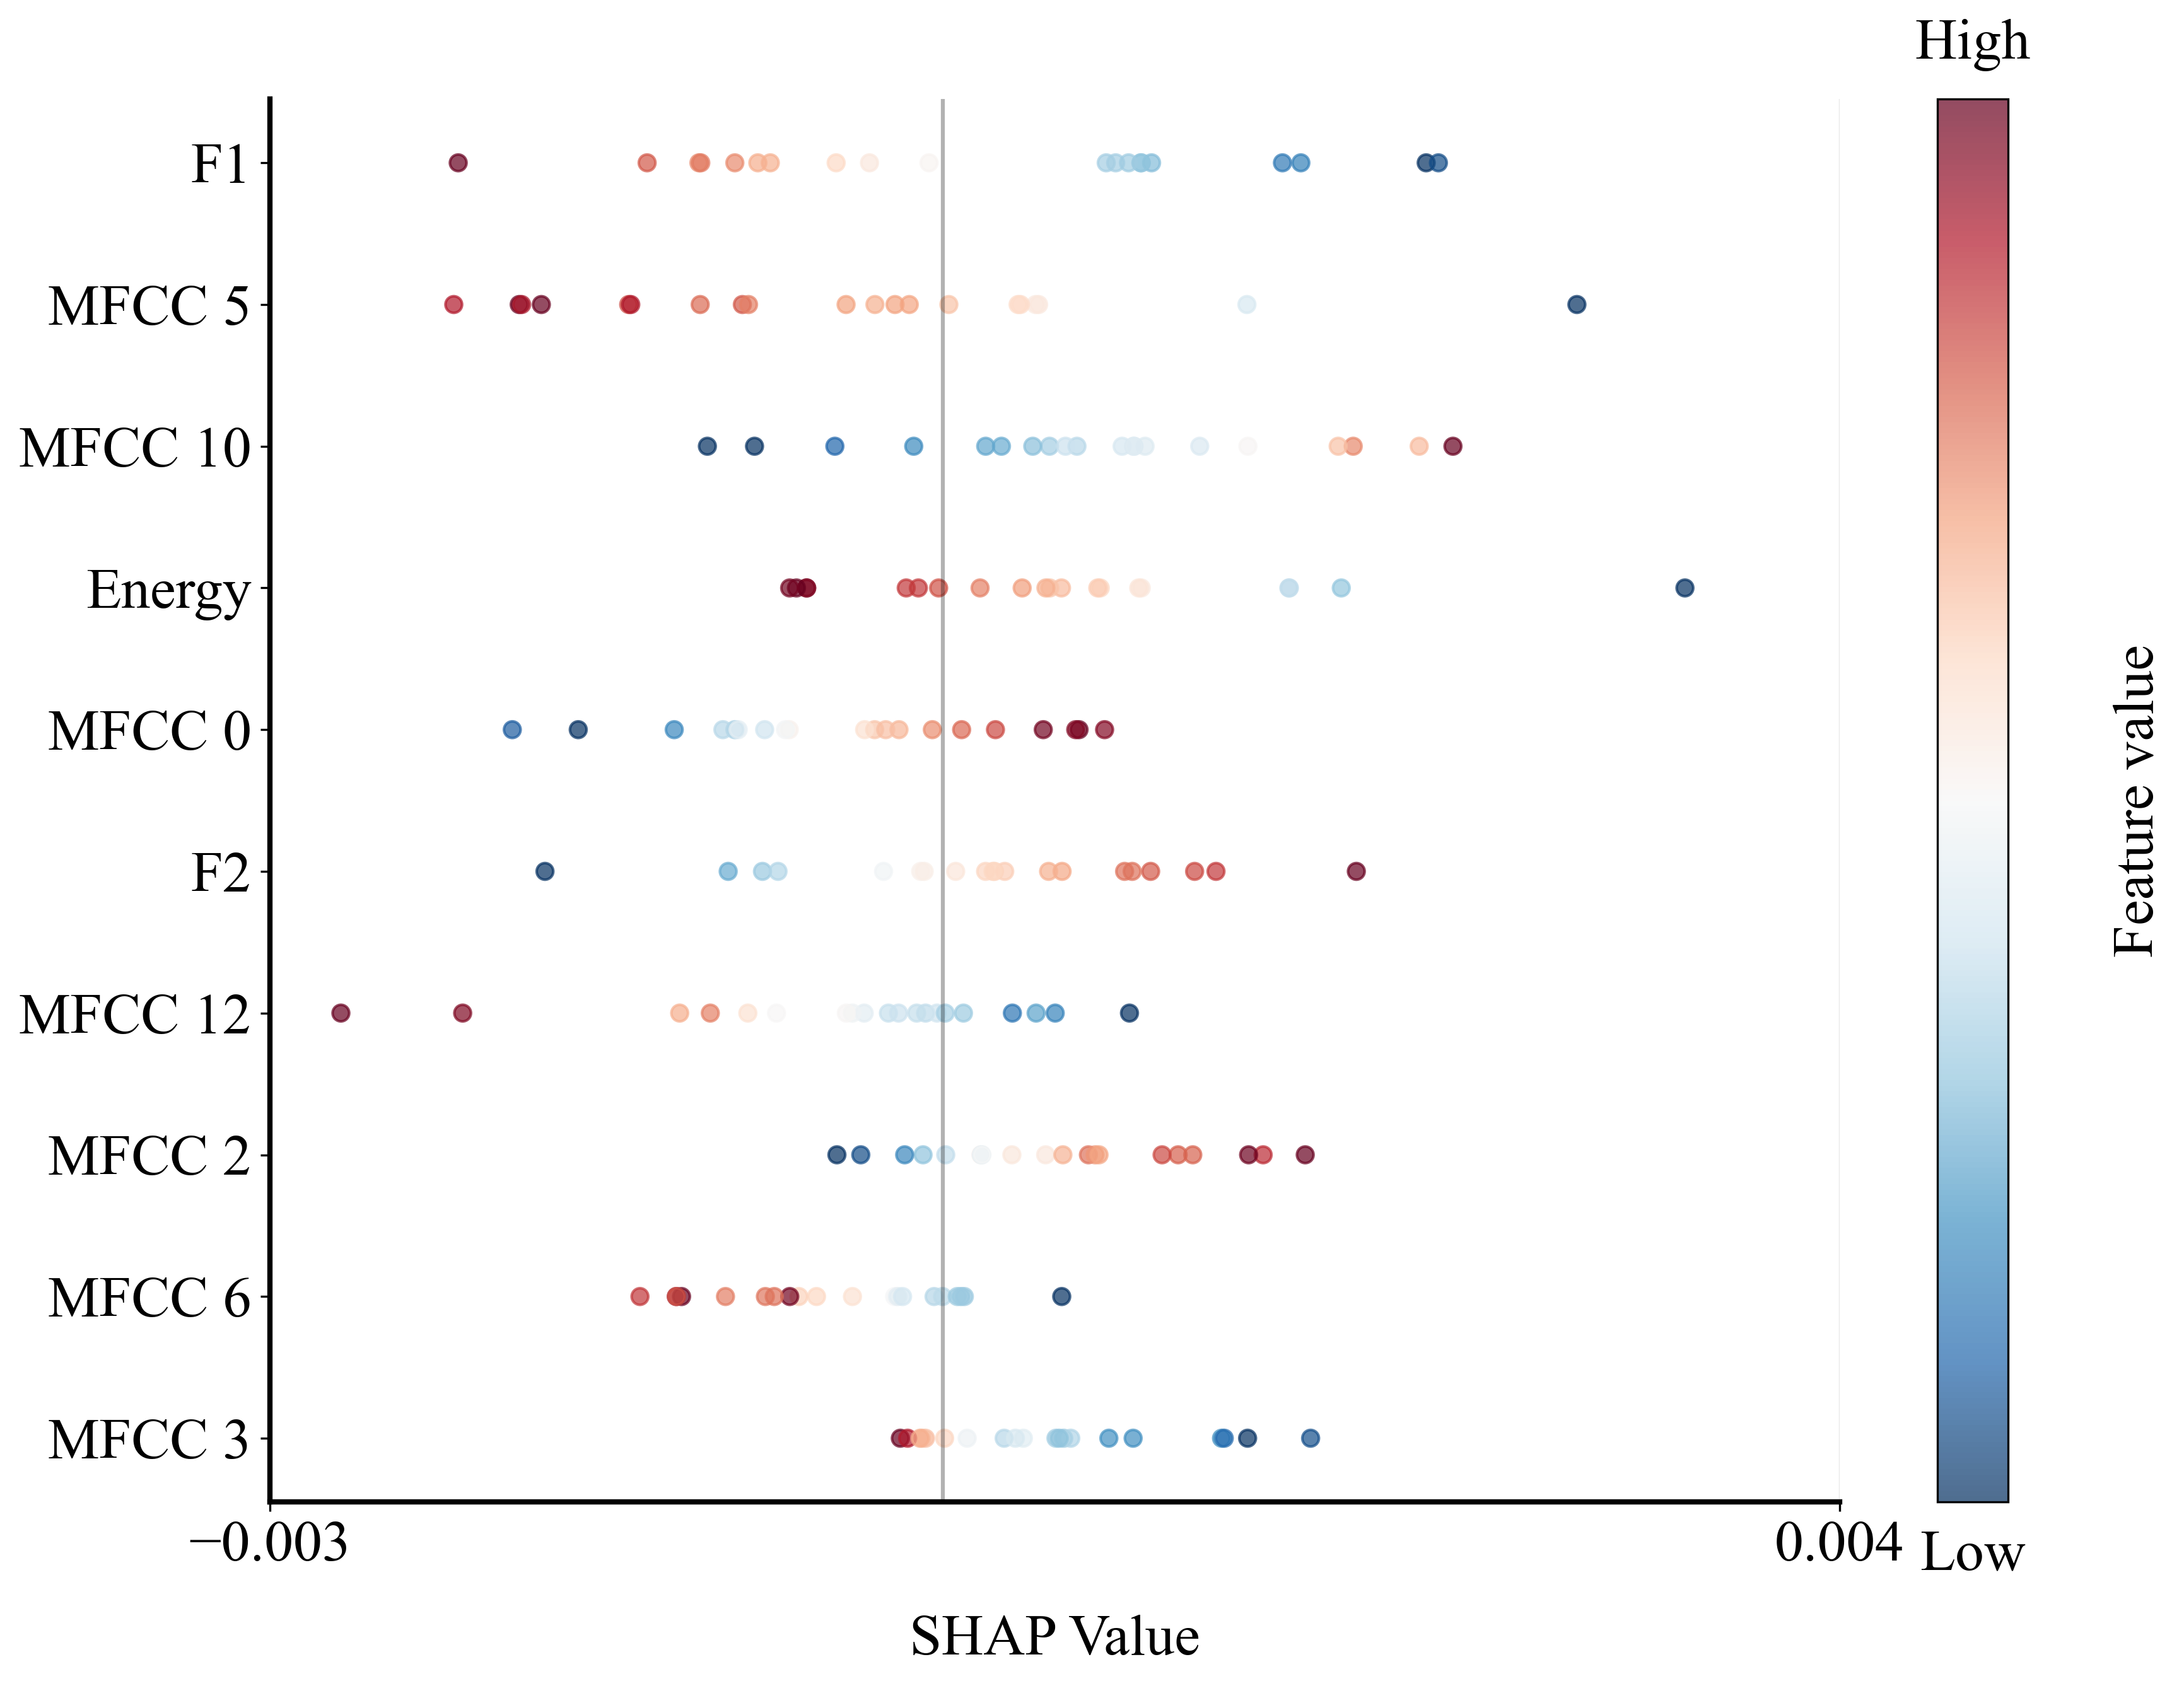 High
F1
MFCC 5
MFCC 10
Energy
MFCC 0
F2
MFCC 12
MFCC 2
MFCC 6
MFCC 3
−0.003
0.004
Low
SHAP Value
Feature value